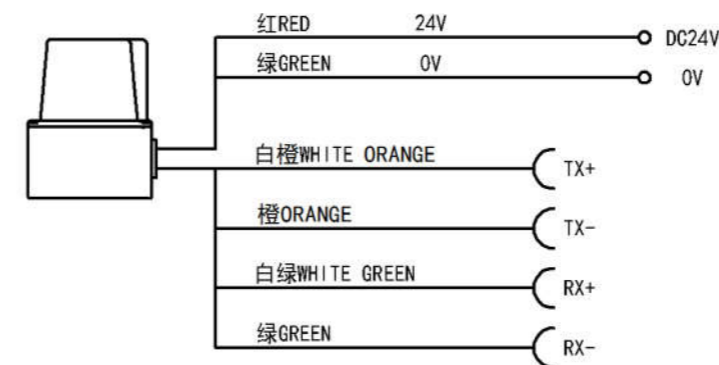 红RED 24V DC24V
绿GREEN 0V 0V
白橙WHITE ORANGE TX+
橙ORANGE TX-
白绿WHITE GREEN RX+
绿GREEN RX-